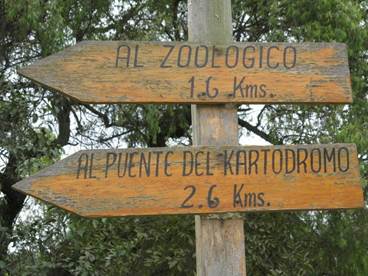 AL ZOOLOGICO
1.6 Kms.
AL PUENTE DEL KARTODROMO
2.6 Kms.